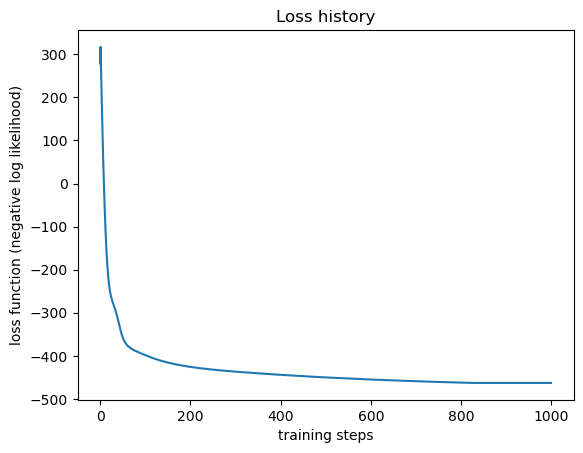 Loss history
300
200
100
0
−100
−200
−300
−400
−500
loss function (negative log likelihood)
0 200 400 600 800 1000
training steps